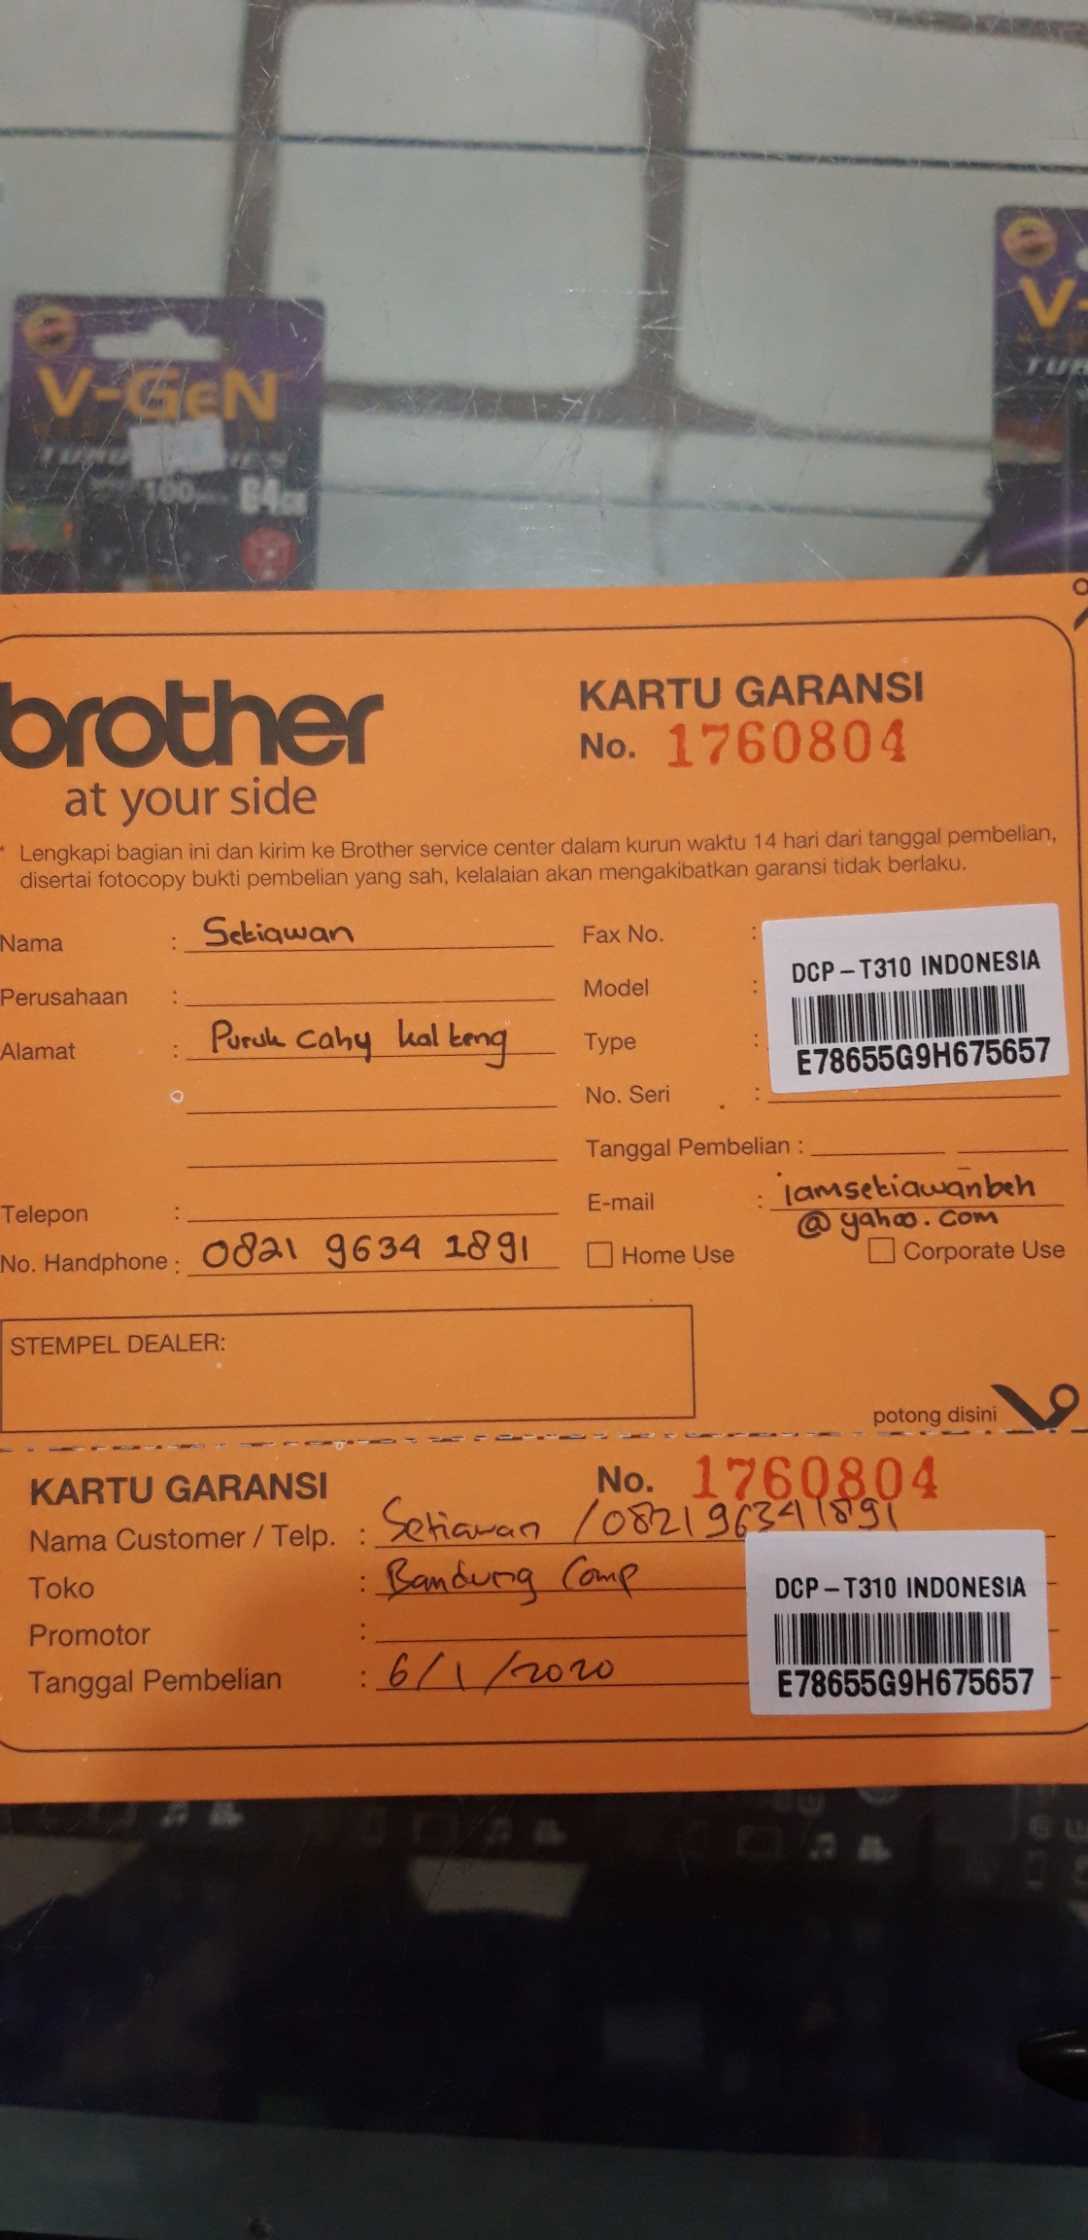 V-GeN
V-
TUR
64GB
brother
at your side
KARTU GARANSI
No. 1760804
* Lengkapi bagian ini dan kirim ke Brother service center dalam kurun waktu 14 hari dari tanggal pembelian,
disertai fotocopy bukti pembelian yang sah, kelalaian akan mengakibatkan garansi tidak berlaku.
Nama : Setiawan
Perusahaan :
Alamat : Puruk cahy kal teng
Telepon :
No. Handphone : 0821 9634 1891
Fax No. :
Model :
Type :
No. Seri :
DCP-T310 INDONESIA
E78655G9H675657
Tanggal Pembelian :
E-mail : iamsetiawanbeh
@yahoo.com
Home Use Corporate Use
STEMPEL DEALER:
potong disini
KARTU GARANSI No. 1760804
Nama Customer / Telp. : Setiawan /082196341891
Toko : Bandung Comp
Promotor :
Tanggal Pembelian : 6/1/2020
DCP-T310 INDONESIA
E78655G9H675657